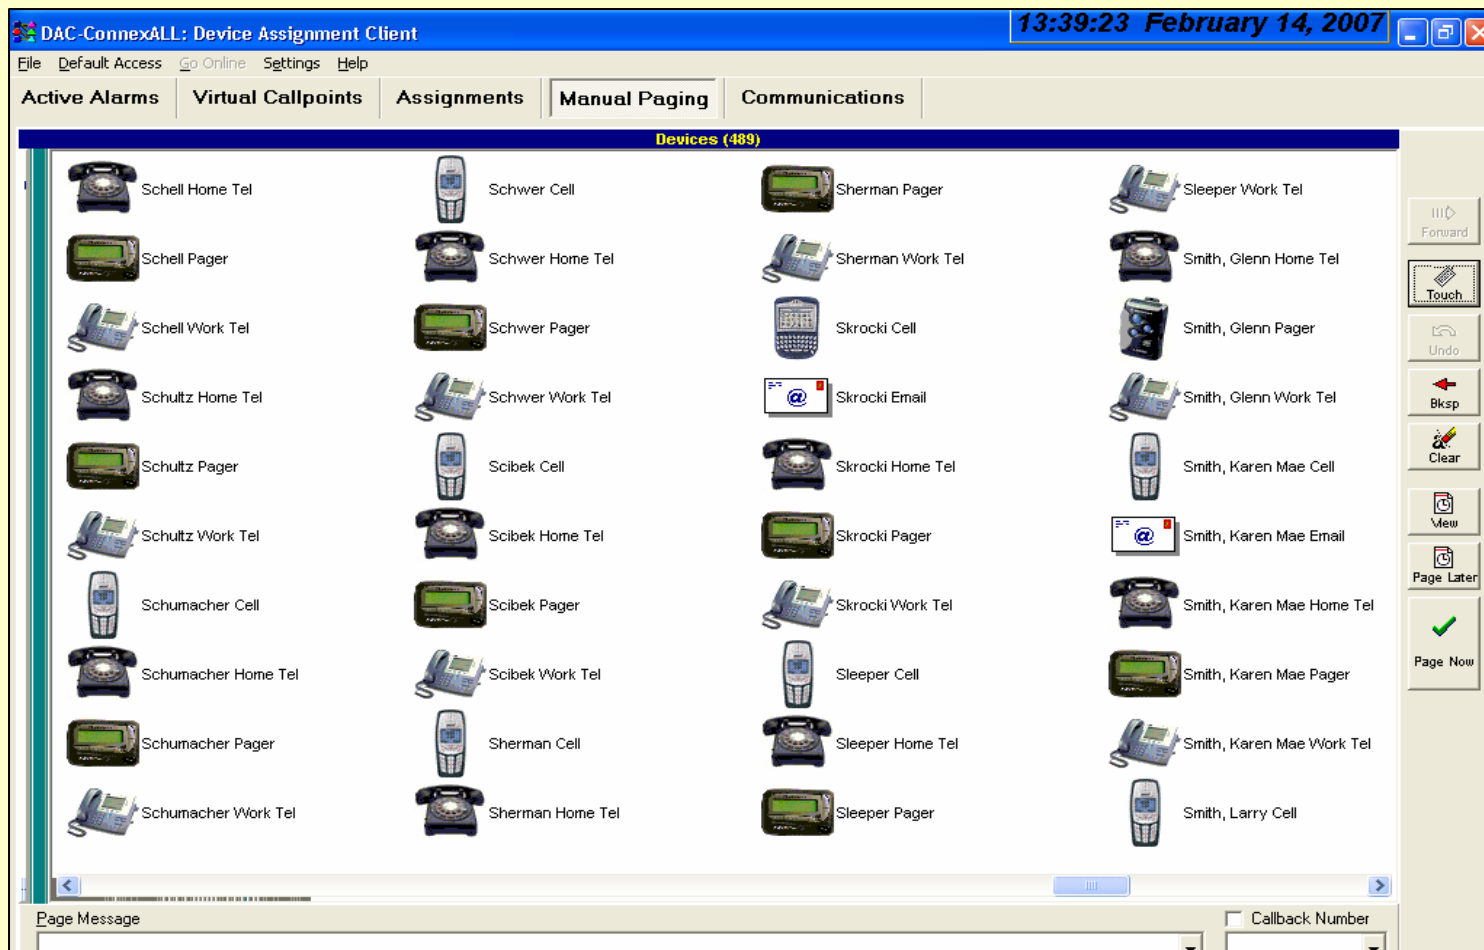 DAC-ConnexALL: Device Assignment Client
13:39:23 February 14, 2007
File Default Access Go Online Settings Help
Active Alarms Virtual Callpoints Assignments Manual Paging Communications
Devices (489)
Schell Home Tel
Schell Pager
Schell Work Tel
Schultz Home Tel
Schultz Pager
Schultz Work Tel
Schumacher Cell
Schumacher Home Tel
Schumacher Pager
Schumacher Work Tel
Schwer Cell
Schwer Home Tel
Schwer Pager
Schwer Work Tel
Scibek Cell
Scibek Home Tel
Scibek Pager
Scibek Work Tel
Sherman Cell
Sherman Home Tel
Sherman Pager
Sherman Work Tel
Skrocki Cell
Skrocki Email
Skrocki Home Tel
Skrocki Pager
Skrocki Work Tel
Sleeper Cell
Sleeper Home Tel
Sleeper Pager
Sleeper Work Tel
Smith, Glenn Home Tel
Smith, Glenn Pager
Smith, Glenn Work Tel
Smith, Karen Mae Cell
Smith, Karen Mae Email
Smith, Karen Mae Home Tel
Smith, Karen Mae Pager
Smith, Karen Mae Work Tel
Smith, Larry Cell
Forward
Touch
Undo
Bksp
Clear
View
Page Later
Page Now
Page Message
Callback Number